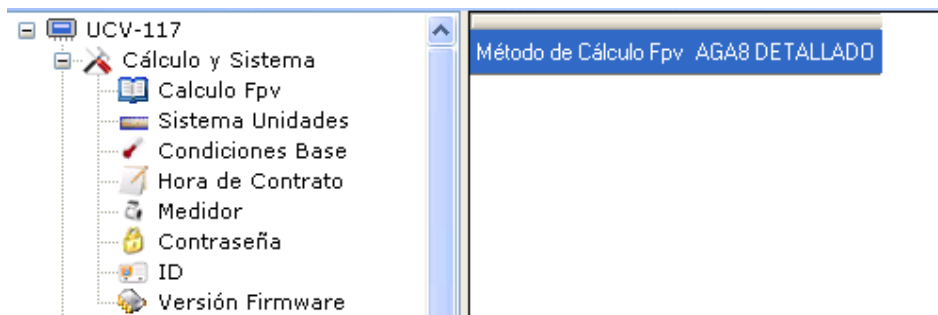 UCV-117
Cálculo y Sistema
Calculo Fpv
Sistema Unidades
Condiciones Base
Hora de Contrato
Medidor
Contraseña
ID
Versión Firmware
Método de Cálculo Fpv AGA8 DETALLADO